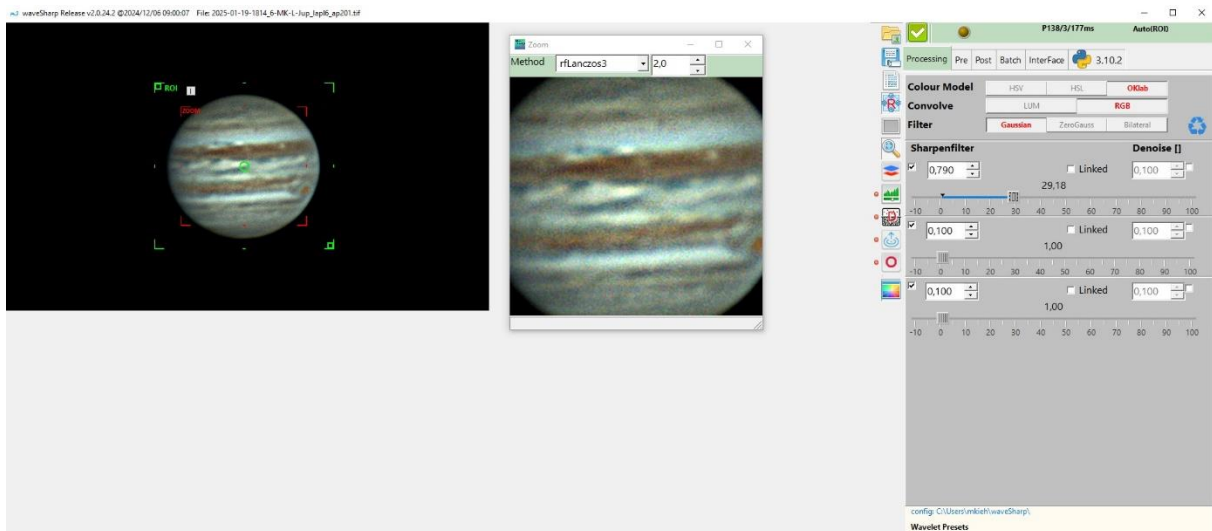 waveSharp Release v2.0.24.2 @2024/12/06 09:00:07 File: 2025-01-19-1814_6-MK-L-Jup_lapl6_ap201.tif
ROI
ZOOM
Zoom
Method rfLanczos3 2,0
P138/3/177ms Auto(ROI)
Processing Pre Post Batch InterFace 3.10.2
Colour Model HSV HSL OKlab
Convolve LUM RGB
Filter Gaussian ZeroGauss Bilateral
Sharpenfilter Denoise []
0,790 Linked 0,100
29,18
-10 0 10 20 30 40 50 60 70 80 90 100
0,100 Linked 0,100
1,00
-10 0 10 20 30 40 50 60 70 80 90 100
0,100 Linked 0,100
1,00
-10 0 10 20 30 40 50 60 70 80 90 100
config: C:\Users\mkieh\waveSharp\
Wavelet Presets